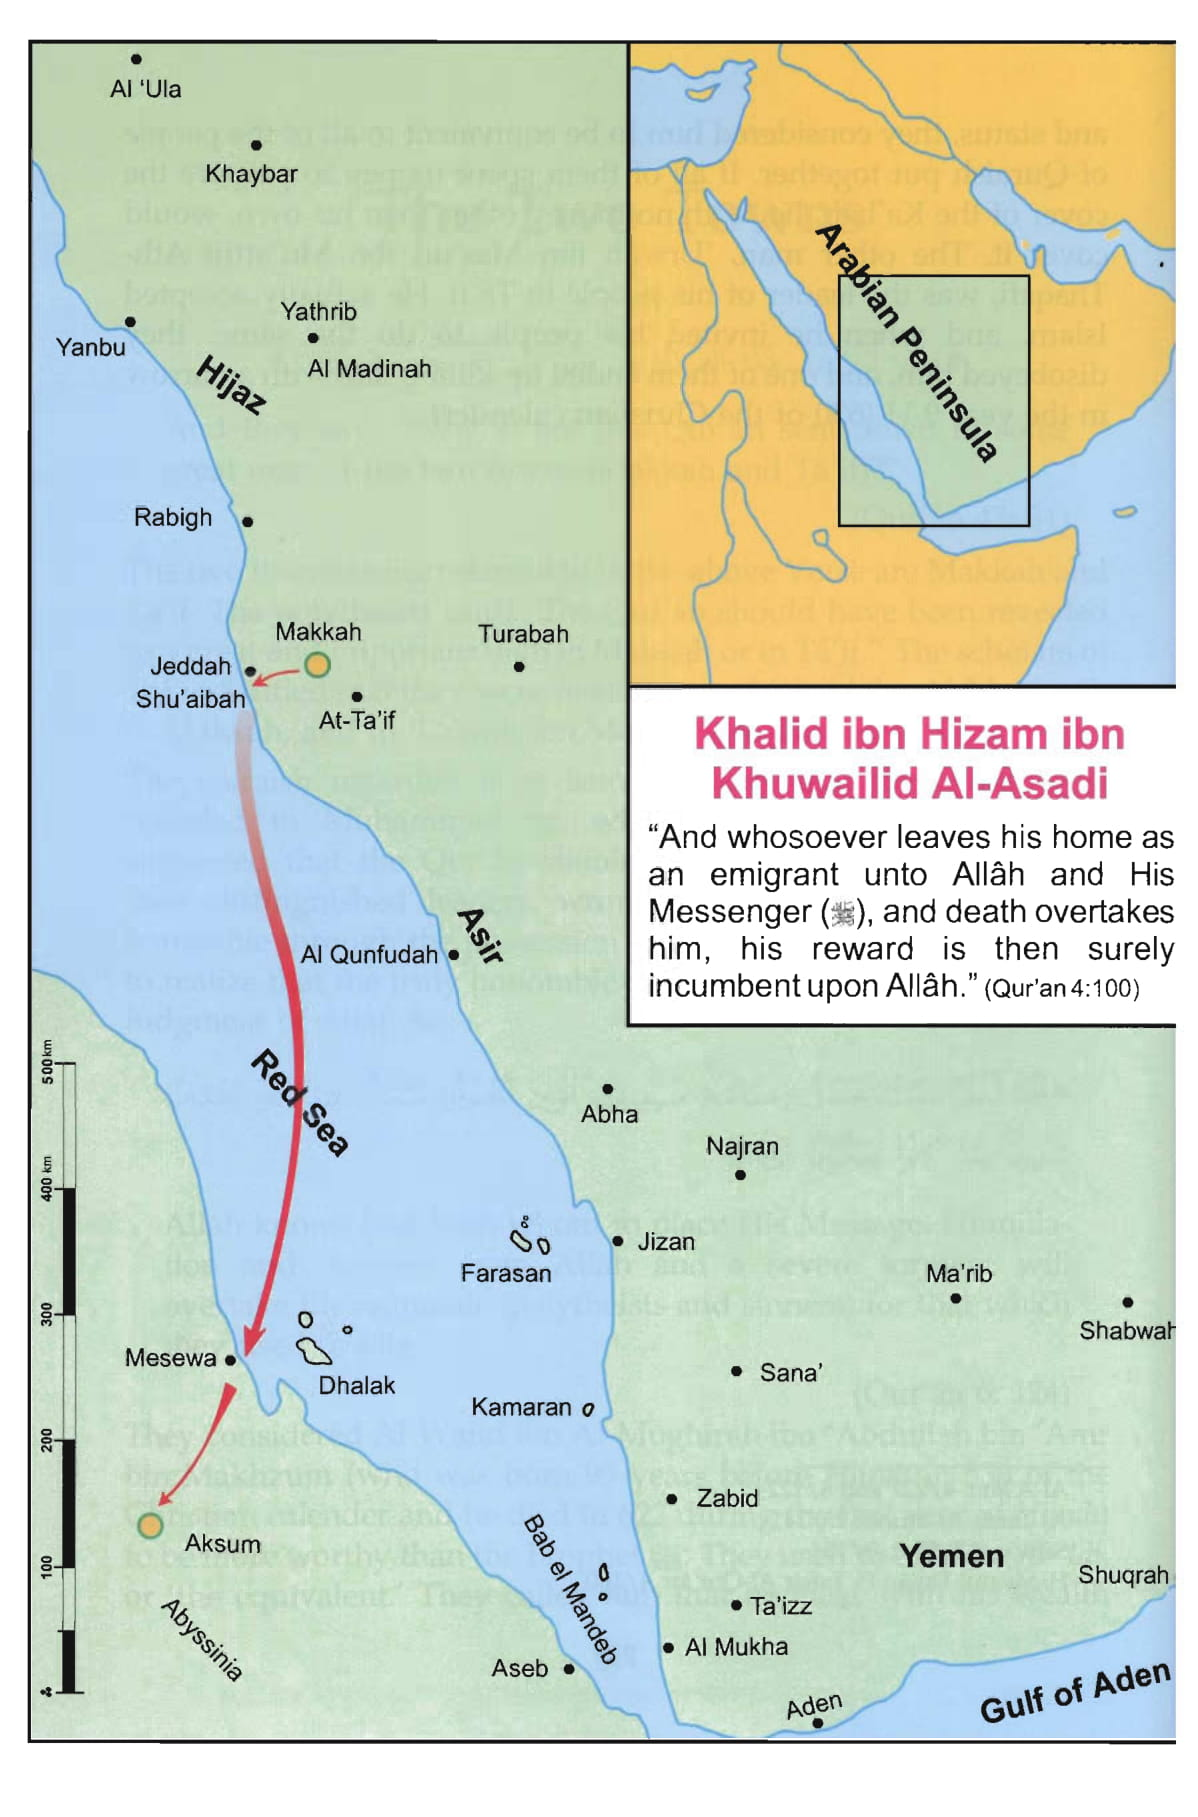 Al ‘Ula
Khaybar
Yanbu
Yathrib
Al Madinah
Hijaz
Rabigh
Makkah
Turabah
Jeddah
Shu’aibah
At-Ta’if
Arabian Peninsula
Khalid ibn Hizam ibn
Khuwailid Al-Asadi
“And whosoever leaves his home as
an emigrant unto Allâh and His
Messenger (ﷺ), and death overtakes
him, his reward is then surely
incumbent upon Allâh.” (Qur’an 4:100)
Al Qunfudah
Asir
Red Sea
500 km
400 km
300
200
100
Abha
Najran
Jizan
Farasan
Ma’rib
Shabwah
Mesewa
Dhalak
Sana’
Kamaran
Zabid
Aksum
Abyssinia
Bab el Mandeb
Yemen
Shuqrah
Ta’izz
Al Mukha
Aseb
Aden
Gulf of Aden